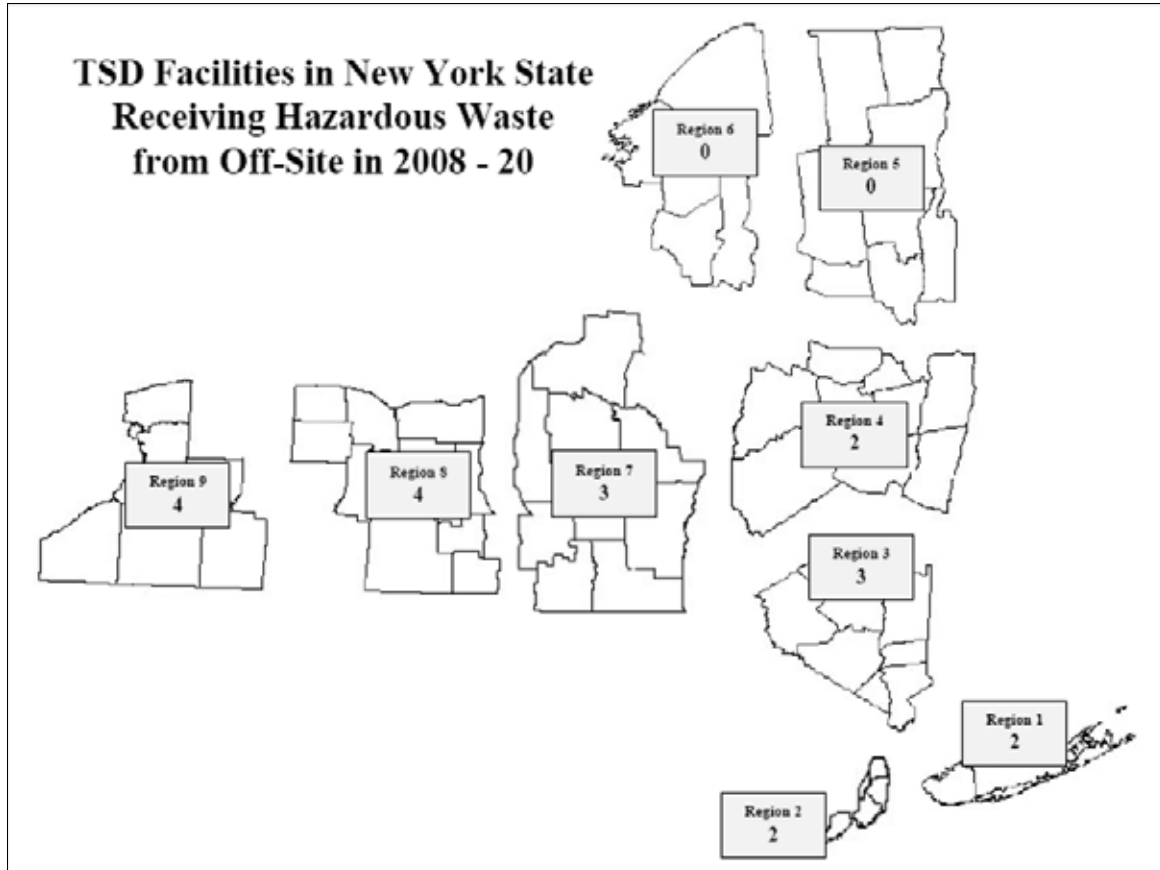 TSD Facilities in New York State
Receiving Hazardous Waste
from Off-Site in 2008 - 20
Region 6
0
Region 5
0
Region 4
2
Region 9
4
Region 8
4
Region 7
3
Region 3
3
Region 1
2
Region 2
2